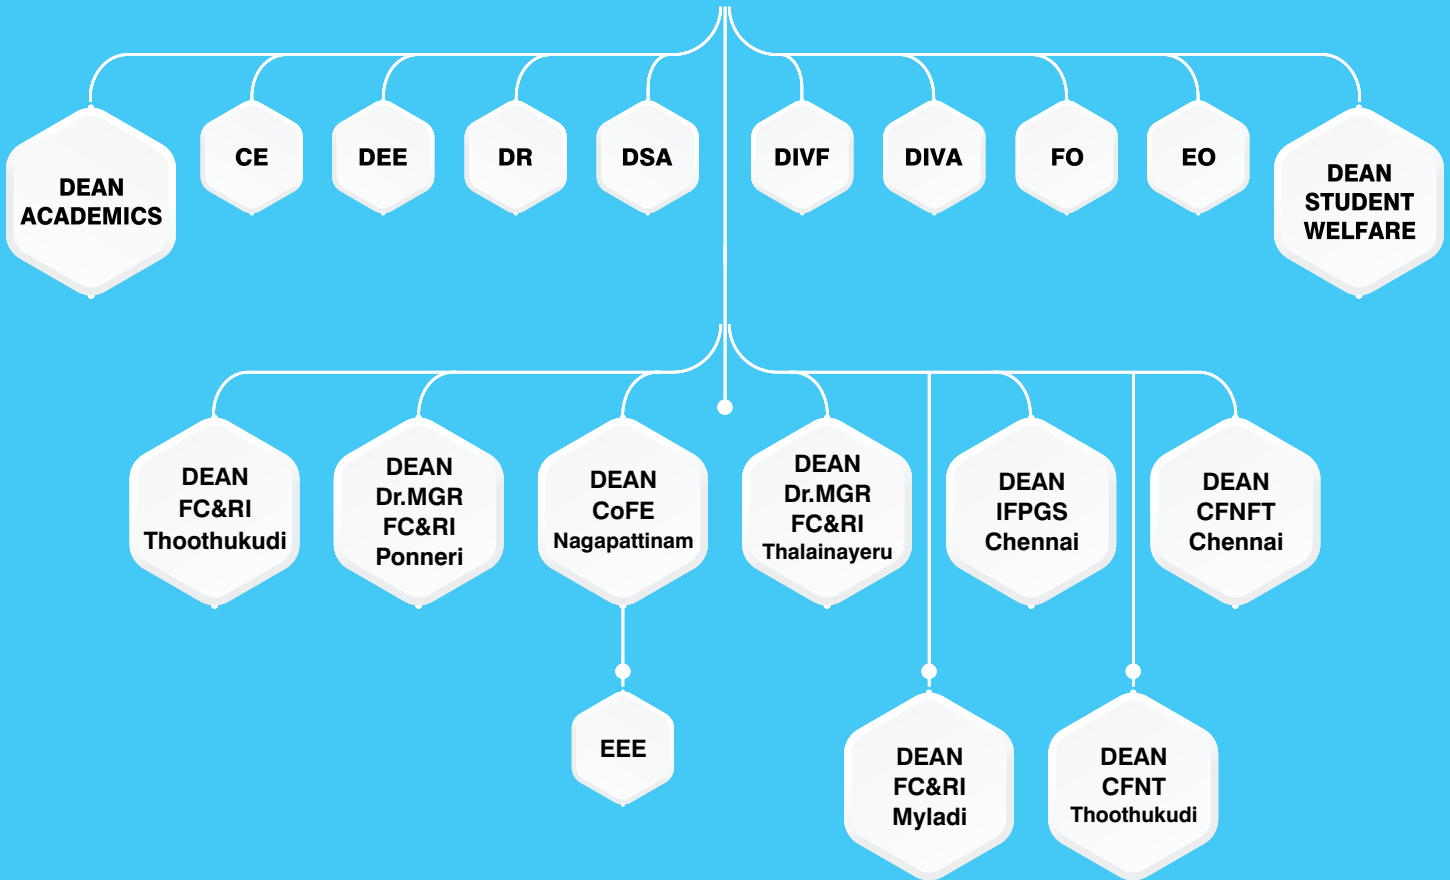 DEAN
ACADEMICS
CE
DEE
DR
DSA
DIVF
DIVA
FO
EO
DEAN
STUDENT
WELFARE
DEAN
FC&RI
Thoothukudi
DEAN
Dr.MGR
FC&RI
Ponneri
DEAN
CoFE
Nagapattinam
DEAN
Dr.MGR
FC&RI
Thalainayeru
DEAN
IFPGS
Chennai
DEAN
CFNFT
Chennai
EEE
DEAN
FC&RI
Myladi
DEAN
CFNT
Thoothukudi